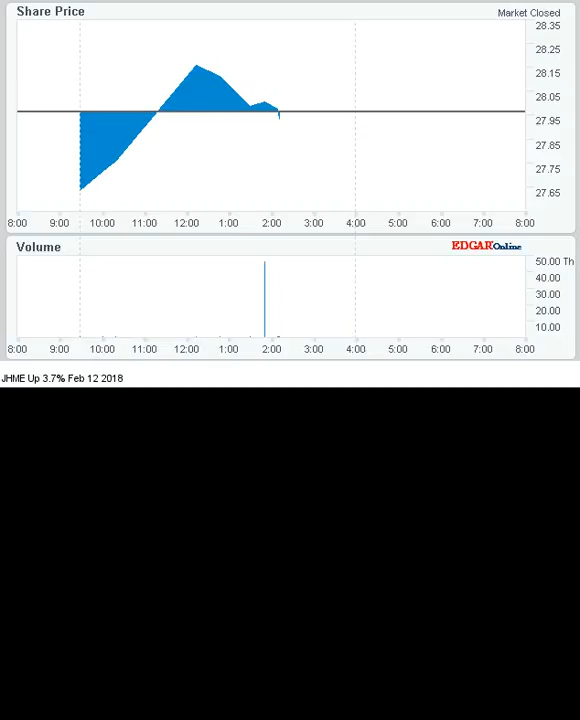 Share Price
Market Closed
28.35
28.25
28.15
28.05
27.95
27.85
27.75
27.65
8:00 9:00 10:00 11:00 12:00 1:00 2:00 3:00 4:00 5:00 6:00 7:00 8:00
Volume
EDGAR Online
50.00 Th
40.00
30.00
20.00
10.00
8:00 9:00 10:00 11:00 12:00 1:00 2:00 3:00 4:00 5:00 6:00 7:00 8:00
JHME Up 3.7% Feb 12 2018